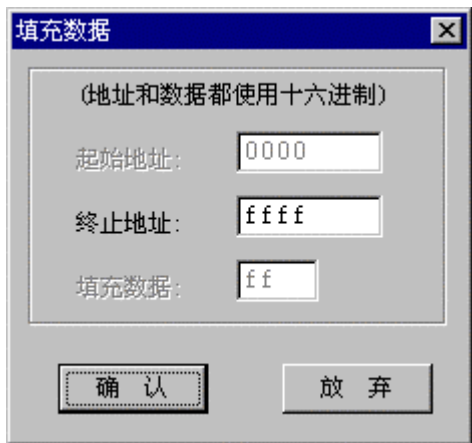 填充数据
(地址和数据都使用十六进制)
起始地址: 0000
终止地址: ffff
填充数据: ff
确 认 放 弃